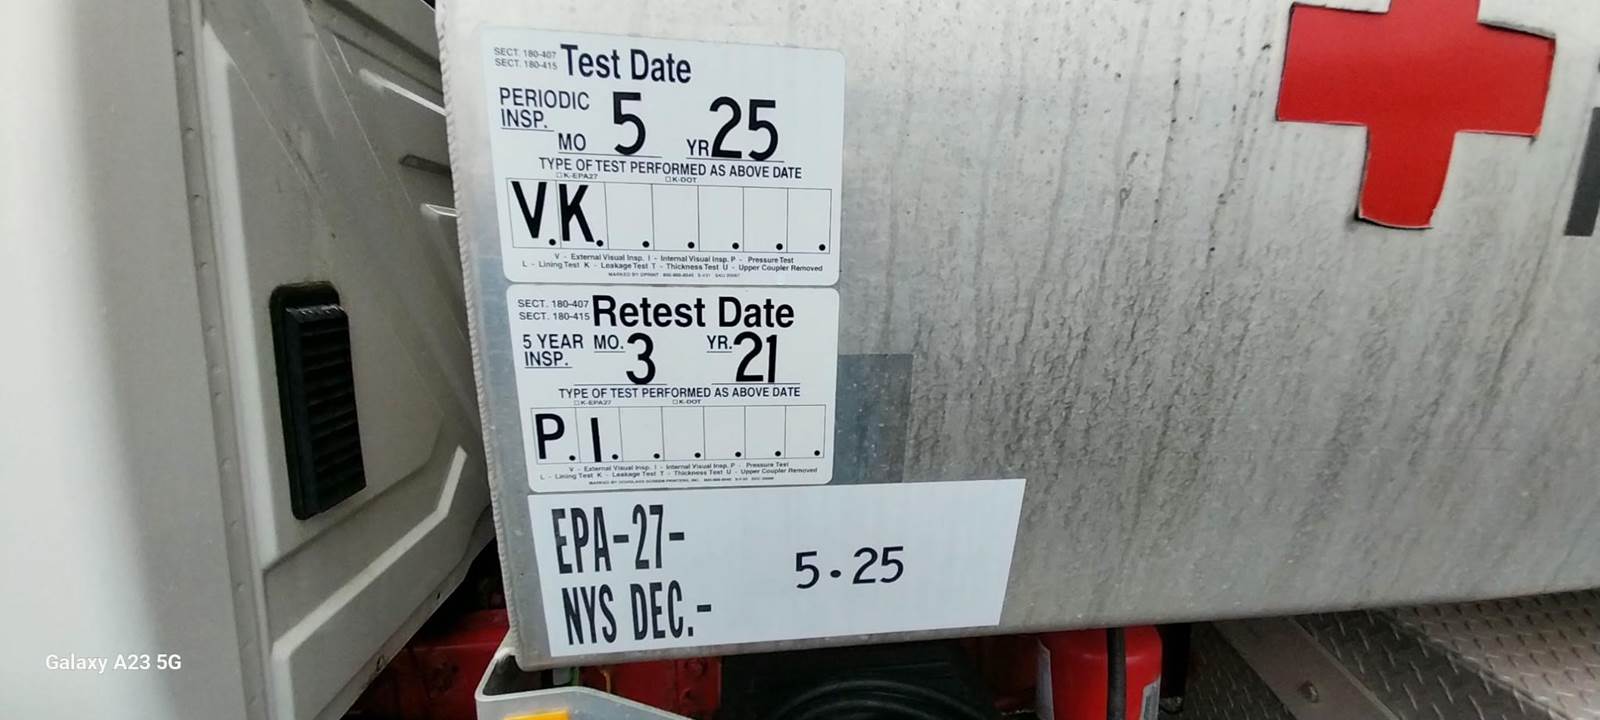 SECT. 180-407
SECT. 180-415
Test Date
PERIODIC
INSP.
MO 5 YR 25
TYPE OF TEST PERFORMED AS ABOVE DATE
☐K-EPA27 ☐K-DOT
V.K. . . . . .
V - External Visual Insp. I - Internal Visual Insp. P - Pressure Test
L - Lining Test K - Leakage Test T - Thickness Test U - Upper Coupler Removed
SECT. 180-407
SECT. 180-415
Retest Date
5 YEAR
INSP.
MO. 3 YR. 21
TYPE OF TEST PERFORMED AS ABOVE DATE
☐K-EPA27 ☐K-DOT
P.I. . . . . .
V - External Visual Insp. I - Internal Visual Insp. P - Pressure Test
L - Lining Test K - Leakage Test T - Thickness Test U - Upper Coupler Removed
EPA-27-
NYS DEC.-
5.25
Galaxy A23 5G